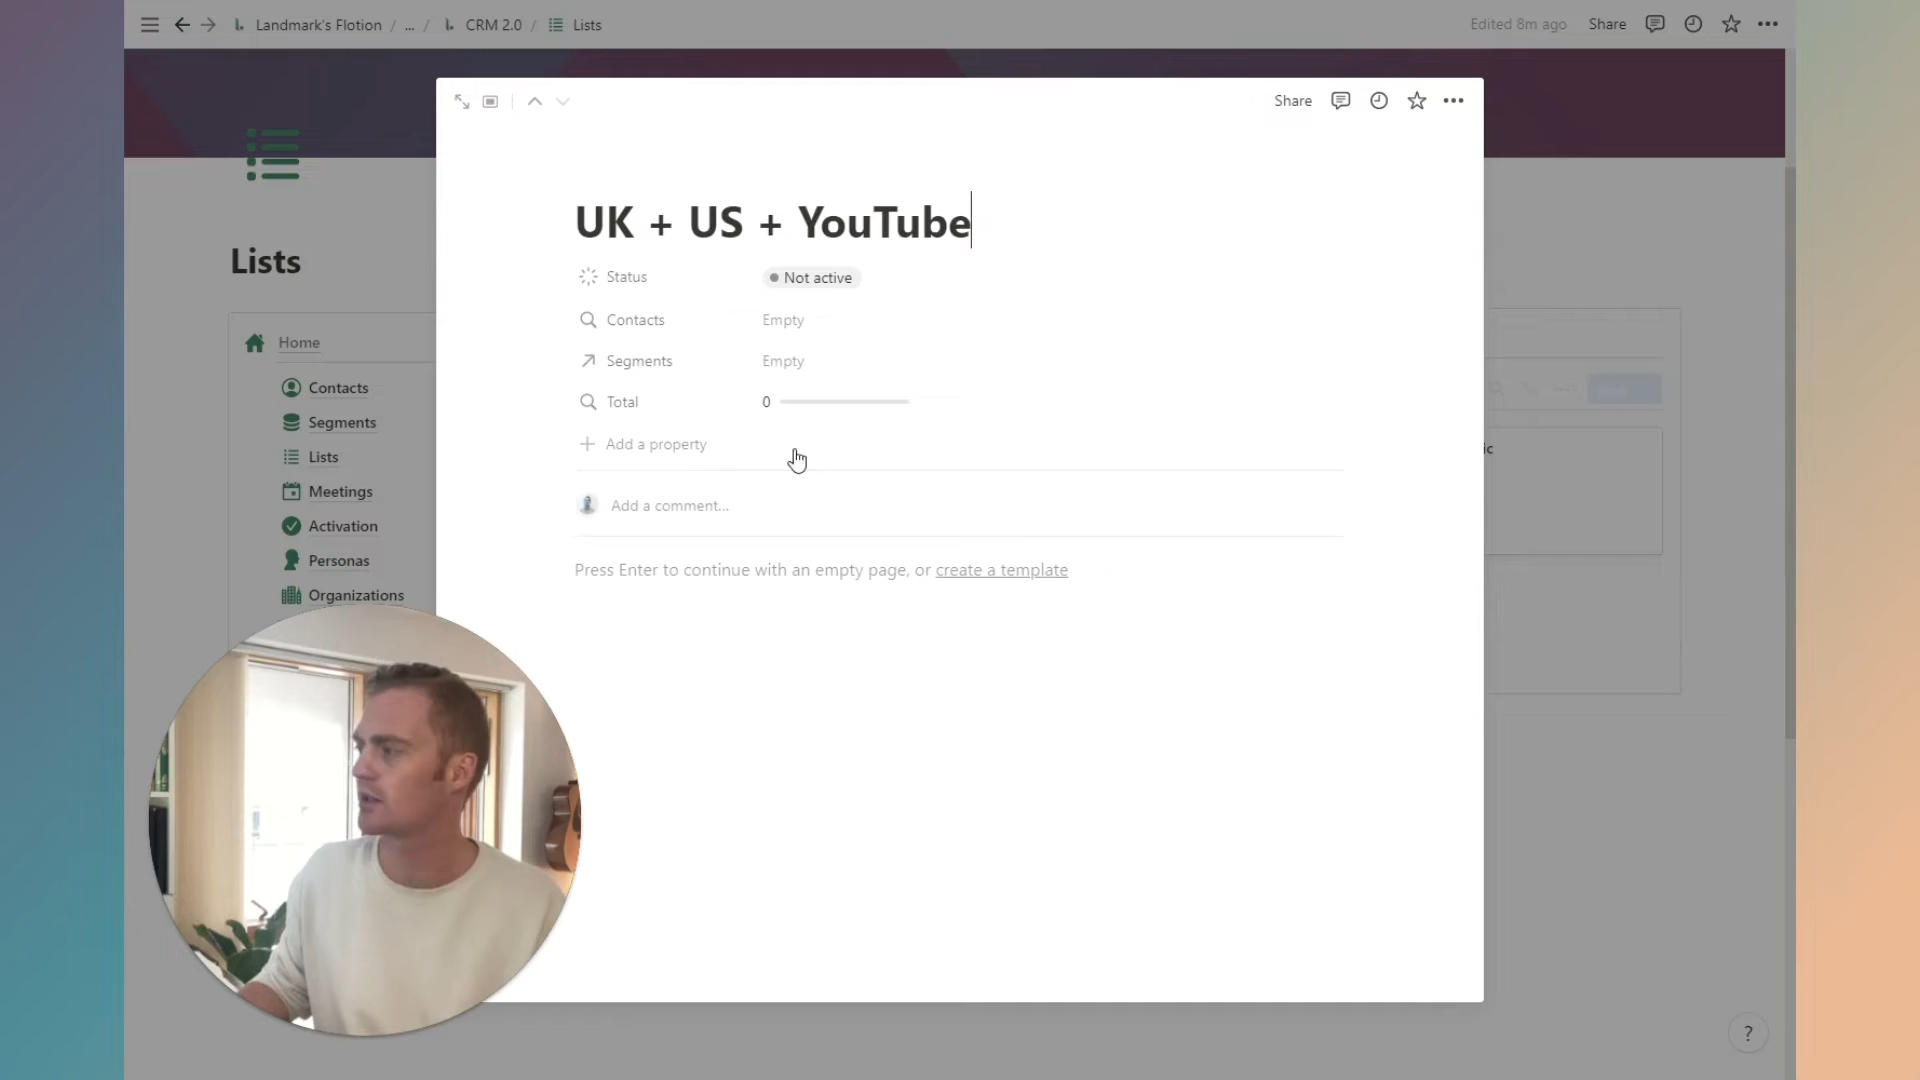 Landmark's Flotion / ... / CRM 2.0 / Lists
Edited 8m ago Share
Share
UK + US + YouTube
Status Not active
Contacts Empty
Segments Empty
Total 0
Add a property
Add a comment...
Press Enter to continue with an empty page, or create a template
Lists
Home
Contacts
Segments
Lists
Meetings
Activation
Personas
Organizations
ic
?